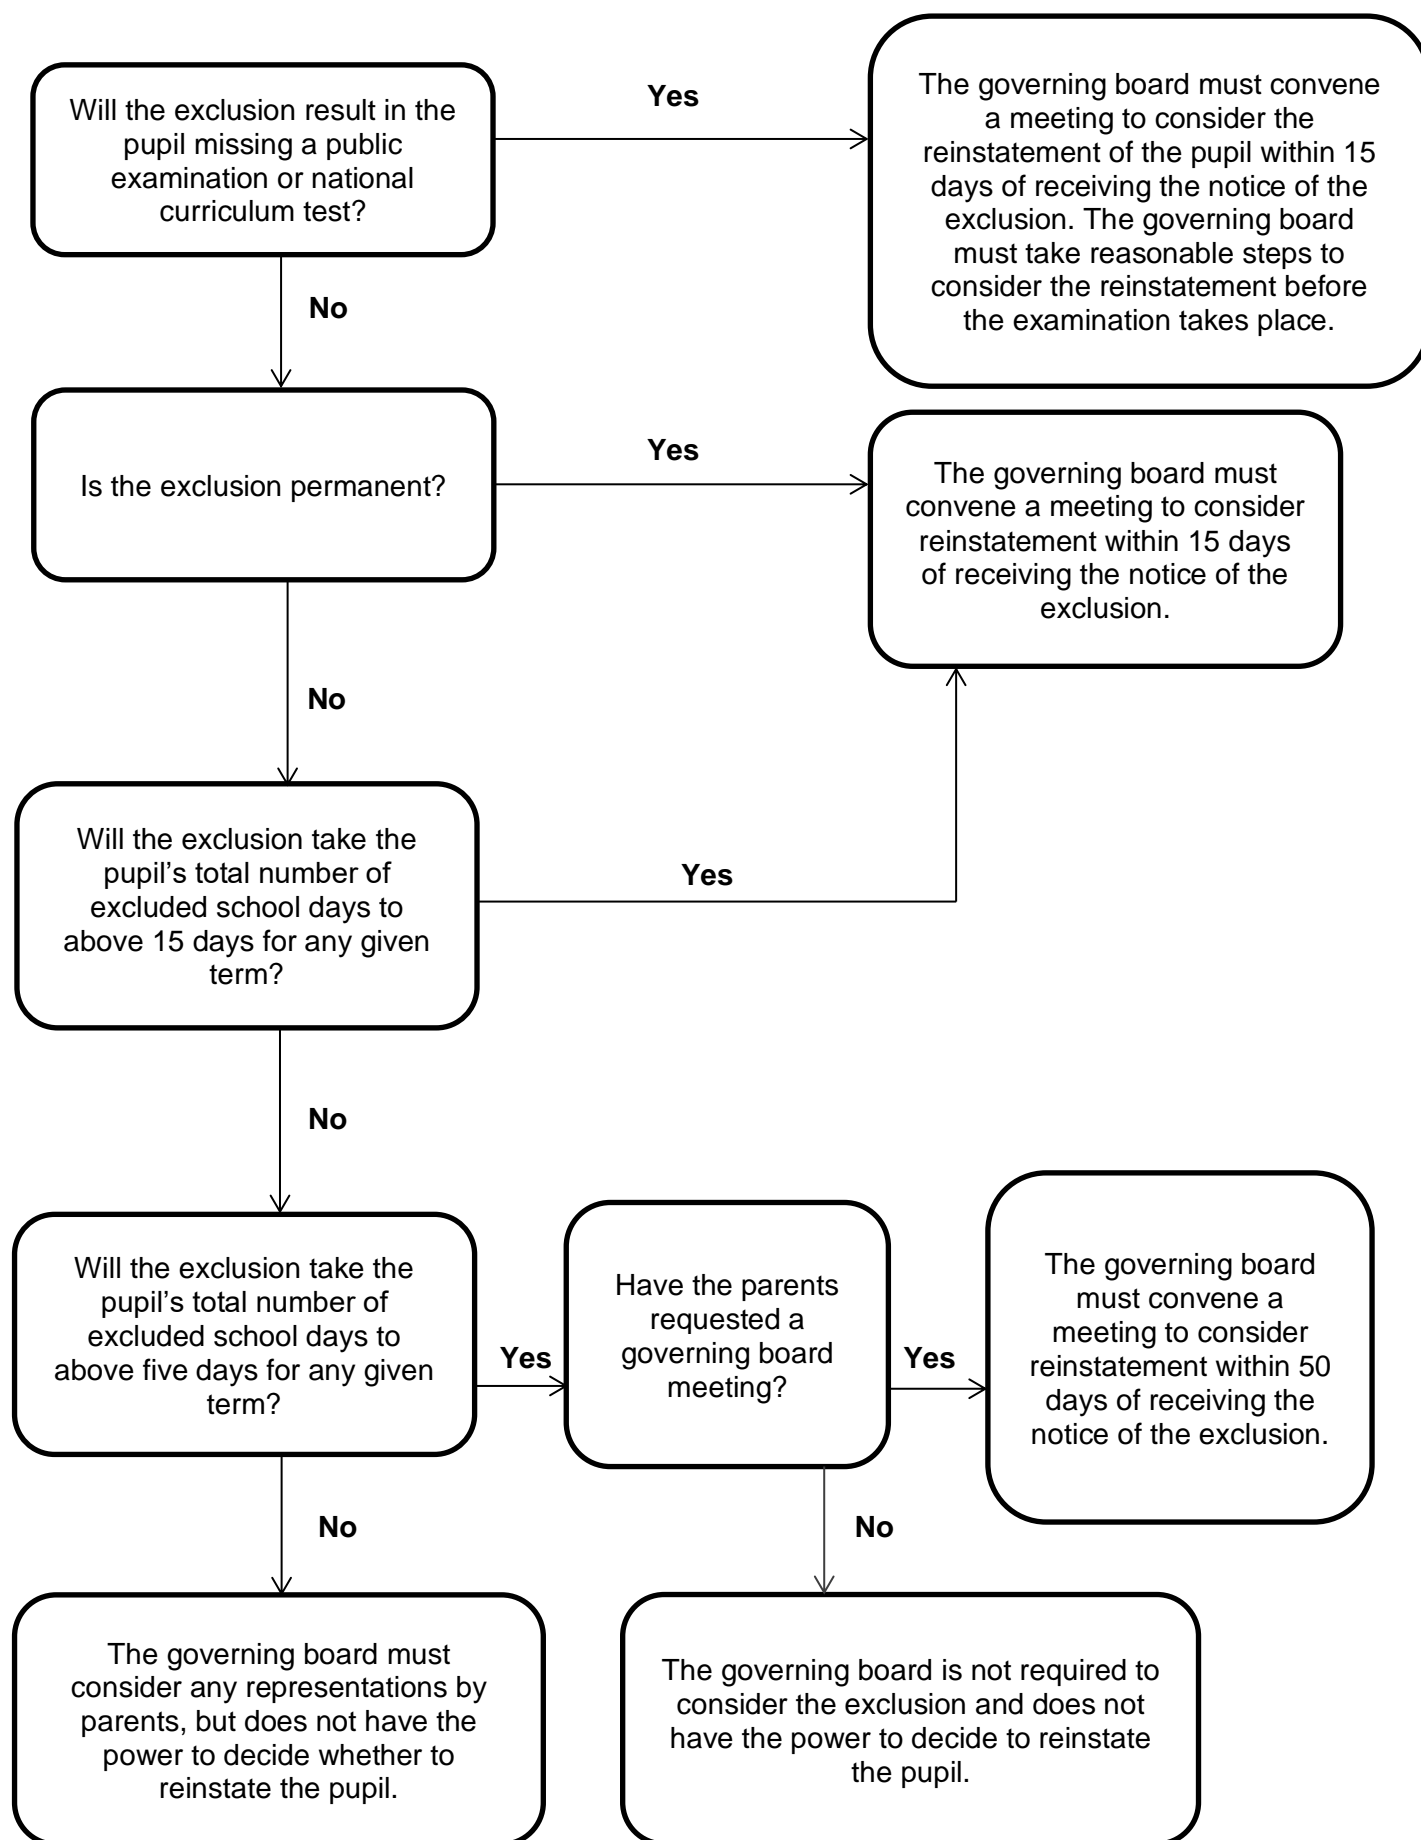 Will the exclusion result in the
pupil missing a public
examination or national
curriculum test?
Yes
The governing board must convene
a meeting to consider the
reinstatement of the pupil within 15
days of receiving the notice of the
exclusion. The governing board
must take reasonable steps to
consider the reinstatement before
the examination takes place.
No
Is the exclusion permanent?
Yes
The governing board must
convene a meeting to consider
reinstatement within 15 days
of receiving the notice of the
exclusion.
No
Will the exclusion take the
pupil’s total number of
excluded school days to
above 15 days for any given
term?
Yes
No
Will the exclusion take the
pupil’s total number of
excluded school days to
above five days for any given
term?
Yes
Have the parents
requested a
governing board
meeting?
Yes
The governing board
must convene a
meeting to consider
reinstatement within 50
days of receiving the
notice of the exclusion.
No
No
The governing board must
consider any representations by
parents, but does not have the
power to decide whether to
reinstate the pupil.
The governing board is not required to
consider the exclusion and does not
have the power to decide to reinstate
the pupil.